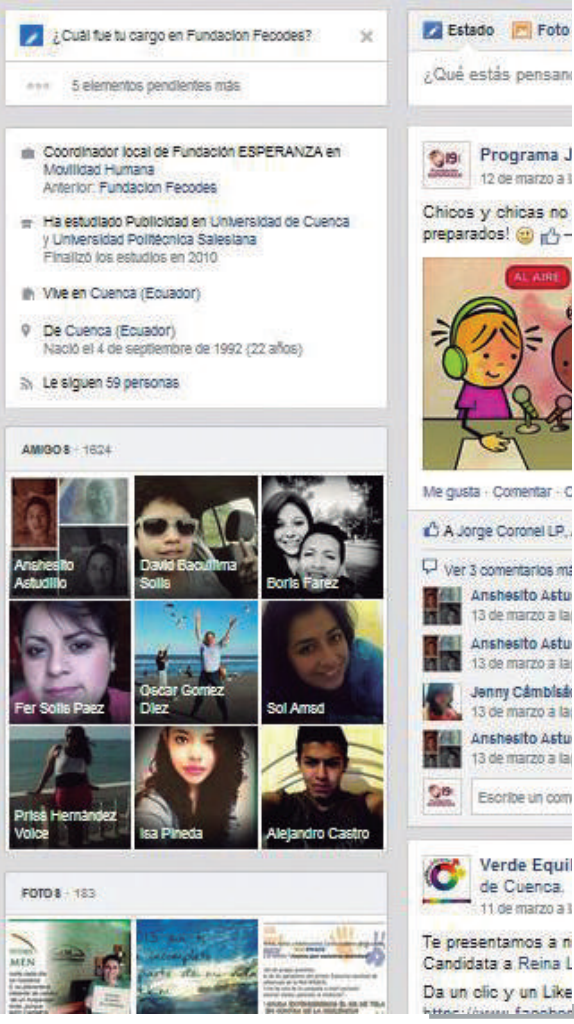 ¿Cuál fue tu cargo en Fundacion Fecodes?
5 elementos pendientes más
Coordinador local de Fundación ESPERANZA en
Movilidad Humana
Anterior: Fundacion Fecodes
Ha estudiado Publicidad en Universidad de Cuenca
y Universidad Politécnica Salesiana
Finalizó los estudios en 2010
Vive en Cuenca (Ecuador)
De Cuenca (Ecuador)
Nació el 4 de septiembre de 1992 (22 años)
Le siguen 59 personas
AMIGOS · 1624
Anshesito
Astudillo
David Bacuilima
Solis
Boris Farez
Fer Solis Paez
Oscar Gomez
Diez
Sol Amsd
Priss Hernández
Voice
Isa Pineda
Alejandro Castro
FOTOS · 183
MEN
Estado Foto
¿Qué estás pensand
Programa J
12 de marzo a l
Chicos y chicas no
preparados!
AL AIRE
Me gusta · Comentar · C
A Jorge Coronel LP,
Ver 3 comentarios má
Anshesito Astu
13 de marzo a la
Anshesito Astu
13 de marzo a la
Jenny Câmbisá
13 de marzo a la
Anshesito Astu
13 de marzo a la
Escribe un com
Verde Equil
de Cuenca.
11 de marzo a l
Te presentamos a n
Candidata a Reina L
Da un clic y un Like